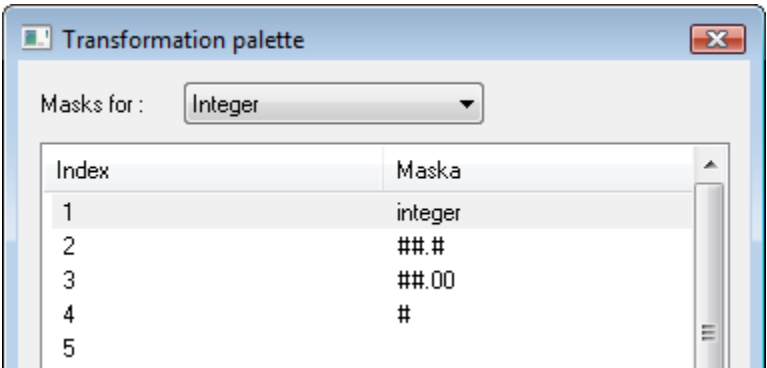 Transformation palette
Masks for : Integer
Index Maska
1 integer
2 ##.#
3 ##.00
4 #
5